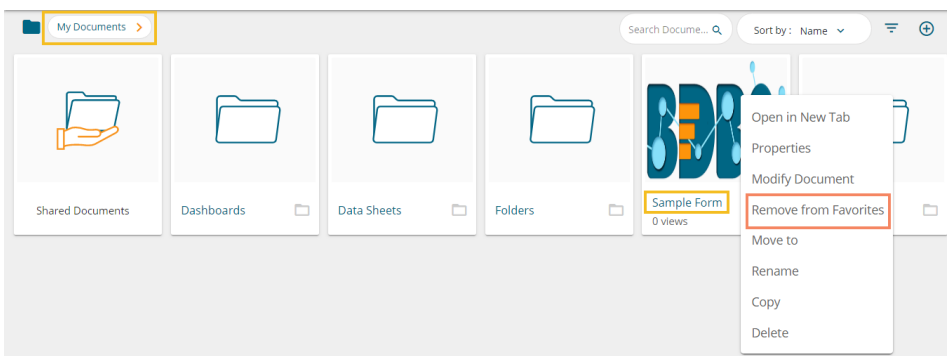 My Documents >
Search Docume...
Sort by : Name
Shared Documents
Dashboards
Data Sheets
Folders
Sample Form
0 views
Open in New Tab
Properties
Modify Document
Remove from Favorites
Move to
Rename
Copy
Delete